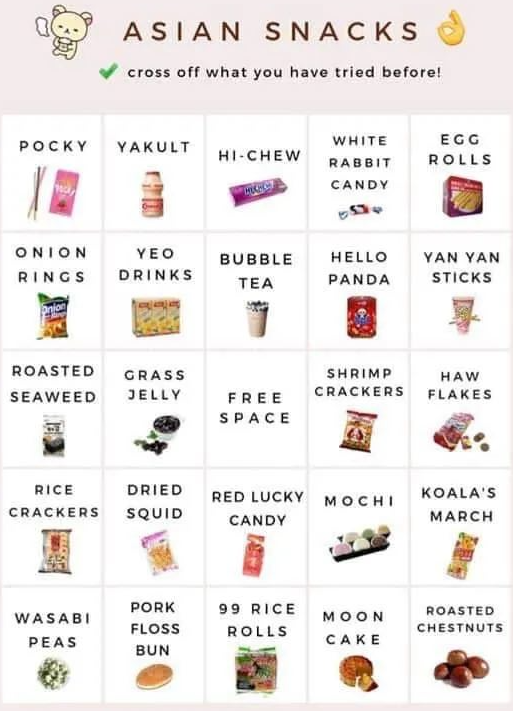 ASIAN SNACKS
cross off what you have tried before!
POCKY
YAKULT
HI-CHEW
WHITE
RABBIT
CANDY
EGG
ROLLS
ONION
RINGS
YEO
DRINKS
BUBBLE
TEA
HELLO
PANDA
YAN YAN
STICKS
ROASTED
SEAWEED
GRASS
JELLY
FREE
SPACE
SHRIMP
CRACKERS
HAW
FLAKES
RICE
CRACKERS
DRIED
SQUID
RED LUCKY
CANDY
MOCHI
KOALA'S
MARCH
WASABI
PEAS
PORK
FLOSS
BUN
99 RICE
ROLLS
MOON
CAKE
ROASTED
CHESTNUTS